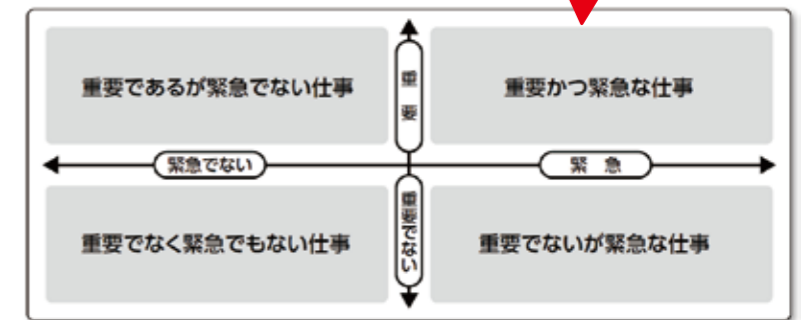 重要であるが緊急でない仕事
重要
重要かつ緊急な仕事
緊急でない
緊急
重要でなく緊急でもない仕事
重要でない
重要でないが緊急な仕事